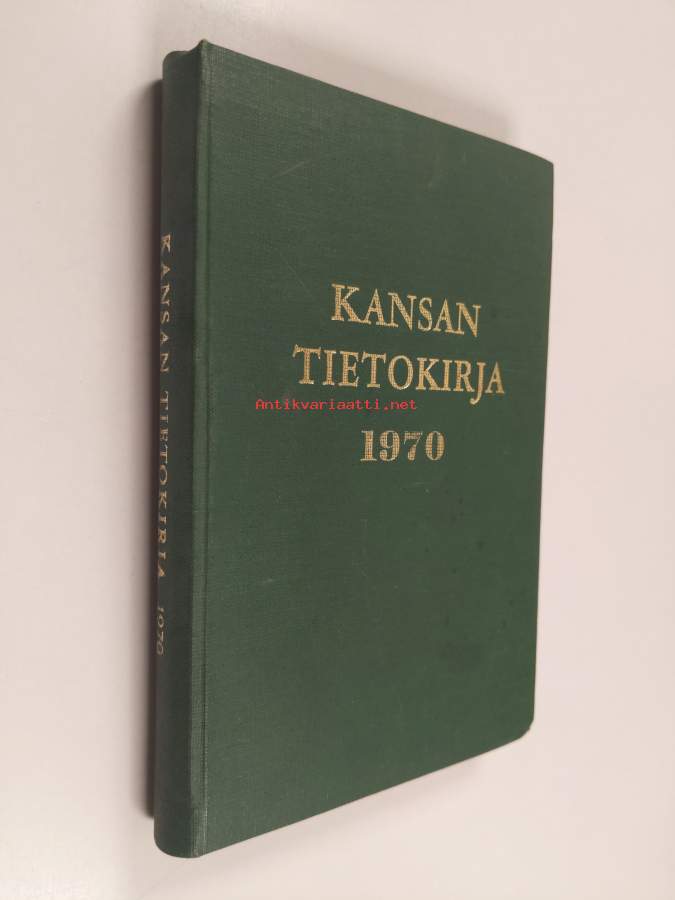 KANSAN TIETOKIRJA 1970
KANSAN
TIETOKIRJA
Antikvariaatti.net
1970